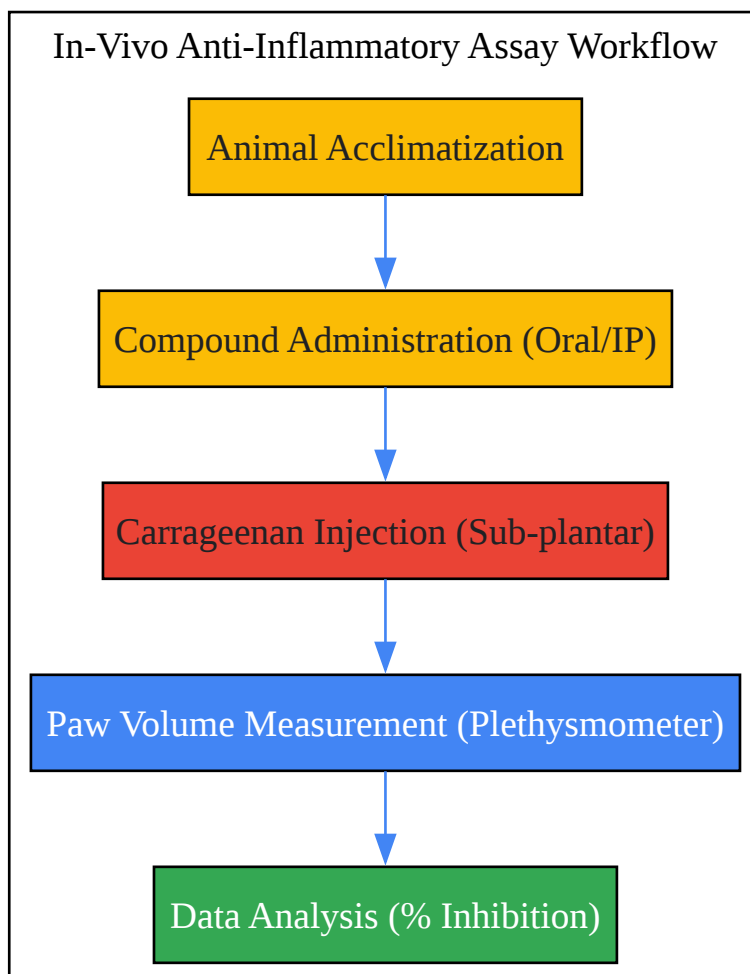 In-Vivo Anti-Inflammatory Assay Workflow
Animal Acclimatization
Compound Administration (Oral/IP)
Carrageenan Injection (Sub-plantar)
Paw Volume Measurement (Plethysmometer)
Data Analysis (% Inhibition)